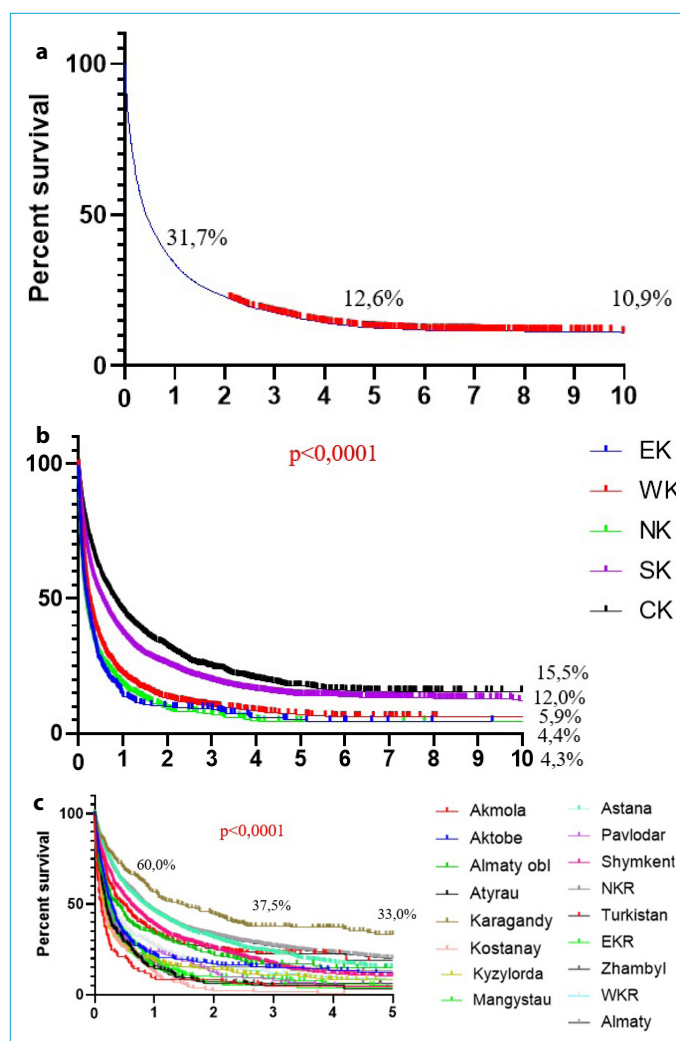 a
100
50
0
Percent survival
31,7%
12,6%
10,9%
0 1 2 3 4 5 6 7 8 9 10
b
p<0,0001
100
50
0
EK
WK
NK
SK
CK
15,5%
12,0%
5,9%
4,4%
4,3%
0 1 2 3 4 5 6 7 8 9 10
c
p<0,0001
100
50
0
Percent survival
60,0%
37,5%
33,0%
0 1 2 3 4 5
Akmola
Aktobe
Almaty obl
Atyrau
Karagandy
Kostanay
Kyzylorda
Mangystau
Astana
Pavlodar
Shymkent
NKR
Turkistan
EKR
Zhambyl
WKR
Almaty